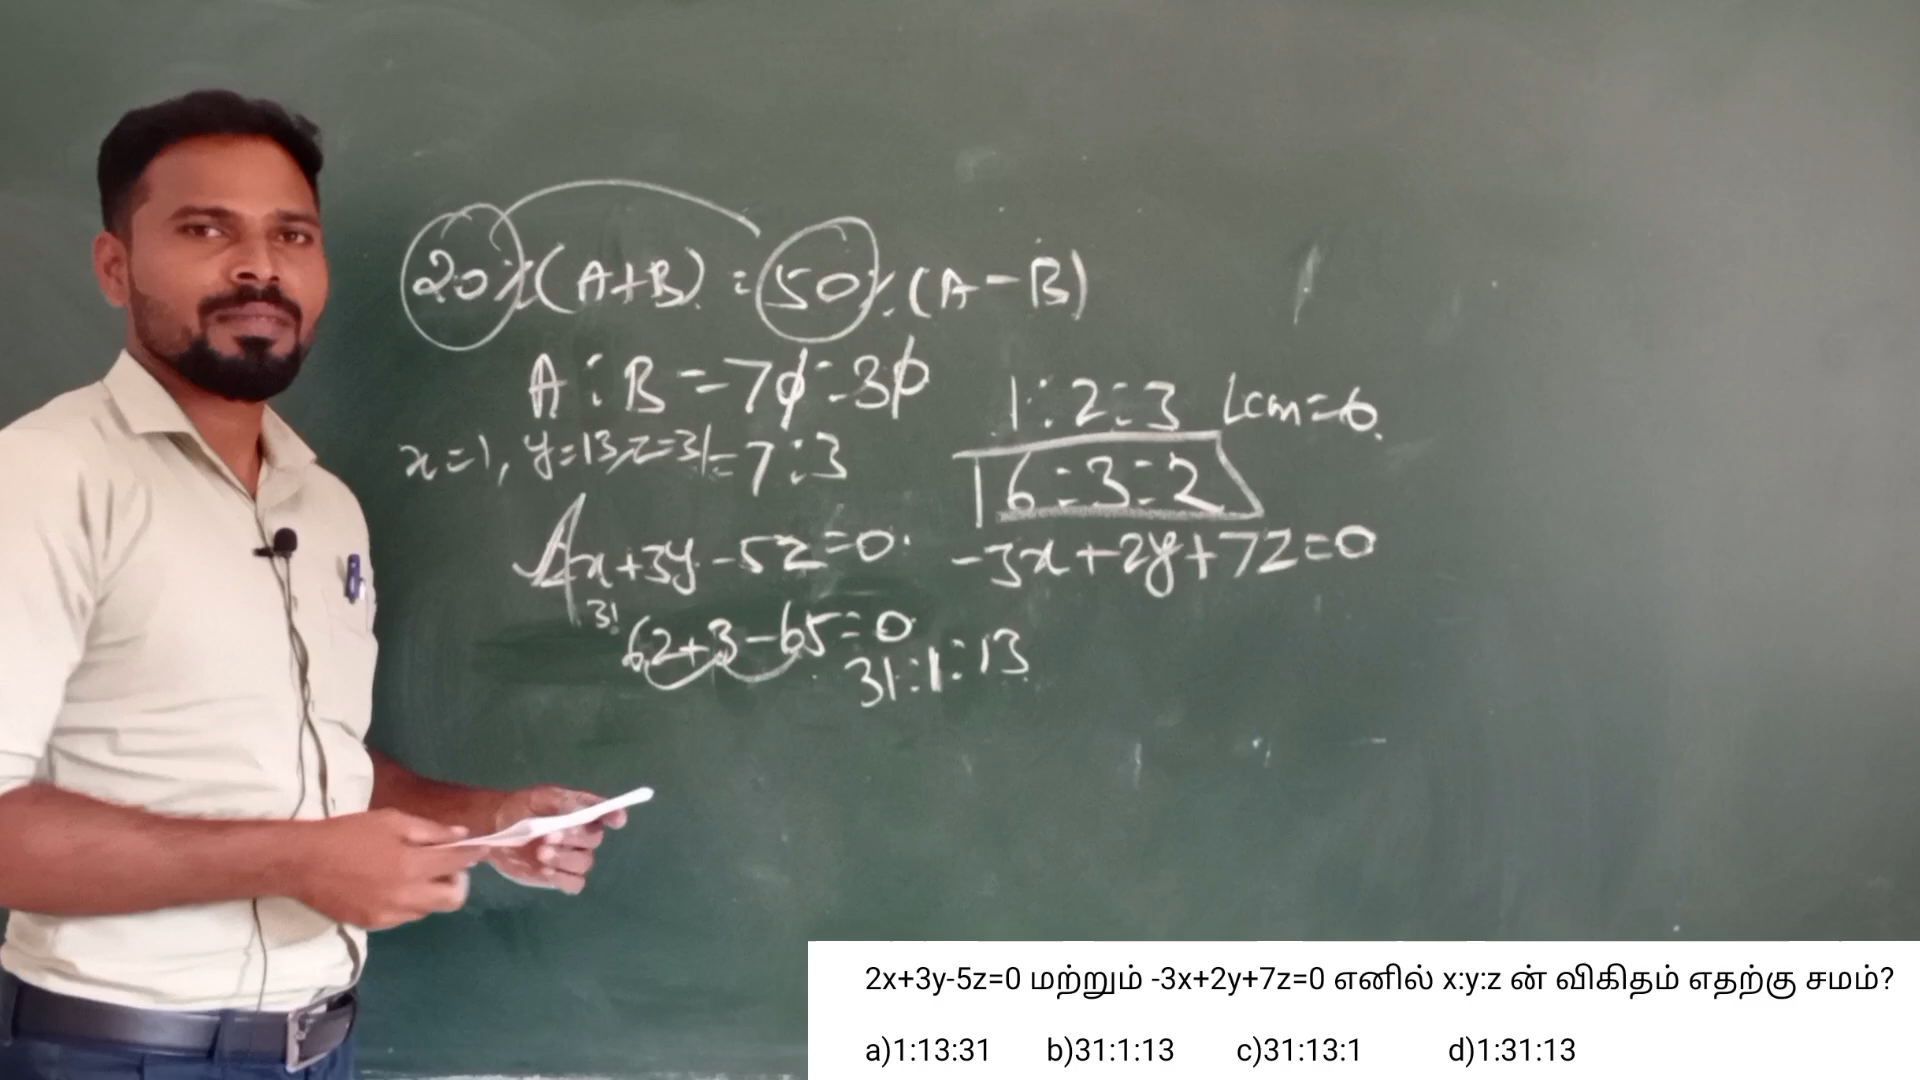 20%(A+B) = 50%(A-B)
A:B = 70:30
1:2:3 Lcm=6
x=1, y=13, z=31 = 7:3
6:3:2
2x+3y-5z=0. -3x+2y+7z=0
31
62+3-65=0
31:1:13
2x+3y-5z=0 மற்றும் -3x+2y+7z=0 எனில் x:y:z ன் விகிதம் எதற்கு சமம்?
a)1:13:31 b)31:1:13 c)31:13:1 d)1:31:13